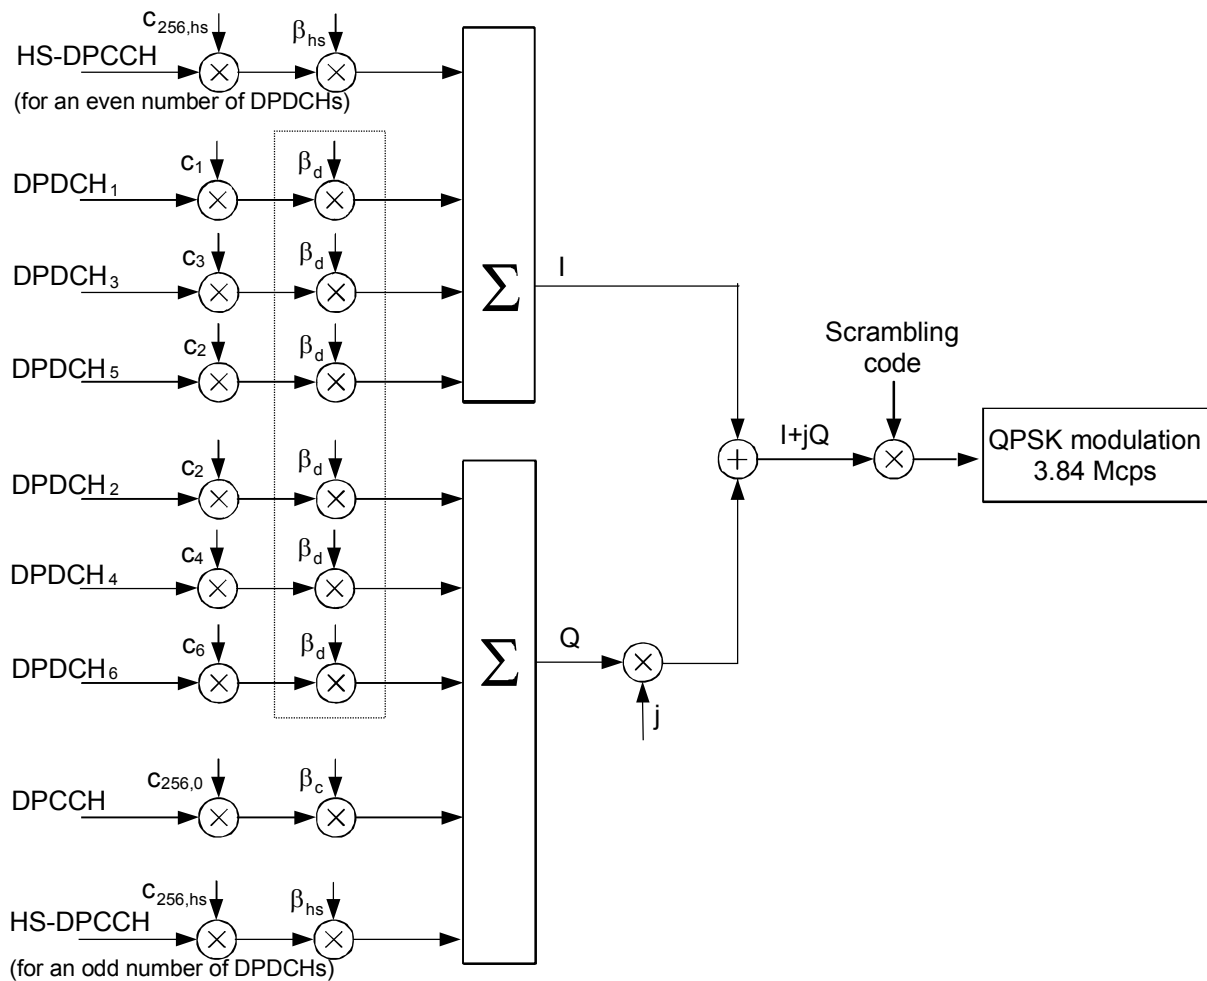 c256,hs
βhs
HS-DPCCH
(for an even number of DPDCHs)
c1
βd
DPDCH1
c3
βd
DPDCH3
c2
βd
DPDCH5
Σ
I
c2
βd
DPDCH2
c4
βd
DPDCH4
c6
βd
DPDCH6
c256,0
βc
DPCCH
c256,hs
βhs
HS-DPCCH
(for an odd number of DPDCHs)
Σ
Q
j
I+jQ
Scrambling
code
QPSK modulation
3.84 Mcps